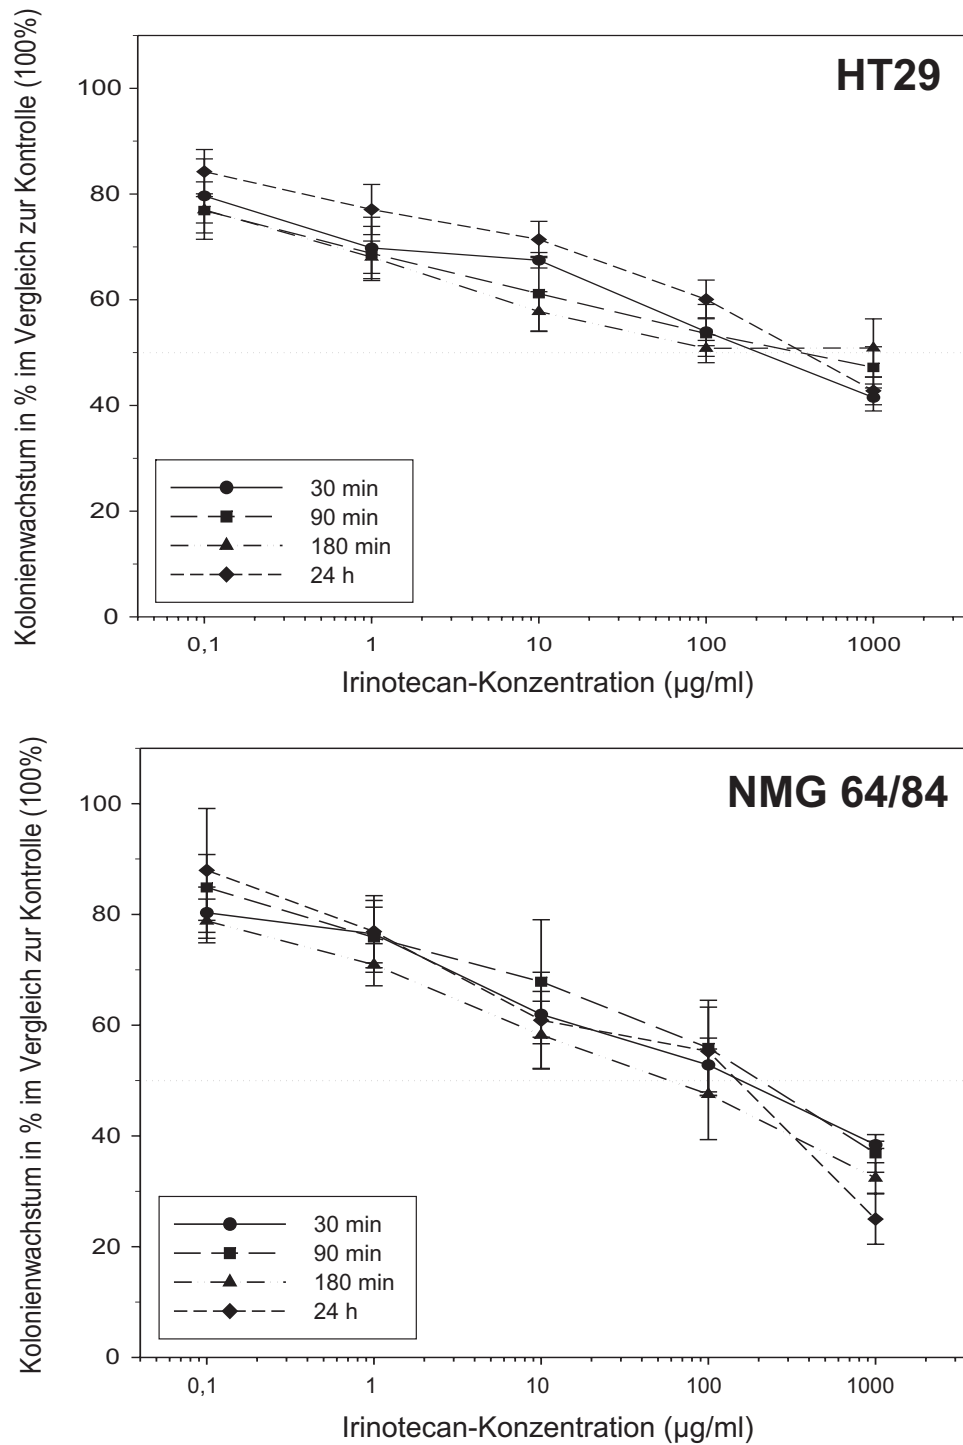 Kolonienwachstum in % im Vergleich zur Kontrolle (100%)
HT29
100
80
60
40
20
0
30 min
90 min
180 min
24 h
0,1 1 10 100 1000
Irinotecan-Konzentration (µg/ml)
Kolonienwachstum in % im Vergleich zur Kontrolle (100%)
NMG 64/84
100
80
60
40
20
0
30 min
90 min
180 min
24 h
0,1 1 10 100 1000
Irinotecan-Konzentration (µg/ml)